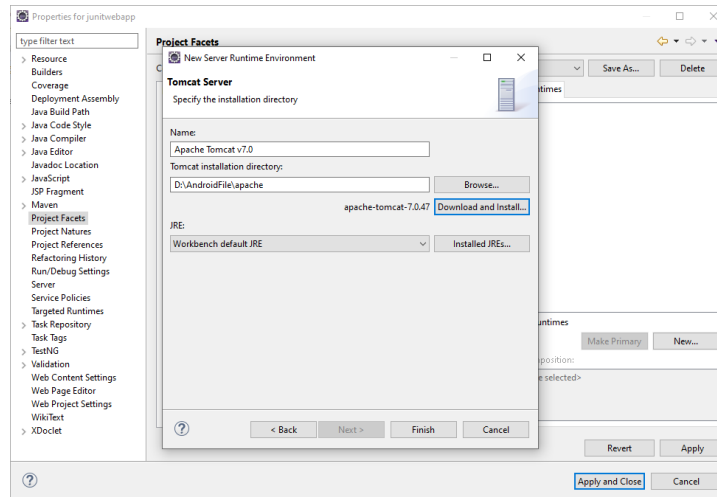 Properties for junitwebapp
type filter text
Resource
Builders
Coverage
Deployment Assembly
Java Build Path
Java Code Style
Java Compiler
Java Editor
Javadoc Location
JavaScript
JSP Fragment
Maven
Project Facets
Project Natures
Project References
Refactoring History
Run/Debug Settings
Server
Service Policies
Targeted Runtimes
Task Repository
Task Tags
TestNG
Validation
Web Content Settings
Web Page Editor
Web Project Settings
WikiText
XDoclet
Project Facets
Save As...
Delete
New Server Runtime Environment
Tomcat Server
Specify the installation directory
Name:
Apache Tomcat v7.0
Tomcat installation directory:
D:\AndroidFile\apache
Browse...
apache-tomcat-7.0.47
Download and Install...
JRE:
Workbench default JRE
Installed JREs...
< Back
Next >
Finish
Cancel
Make Primary
New...
Revert
Apply
Apply and Close
Cancel